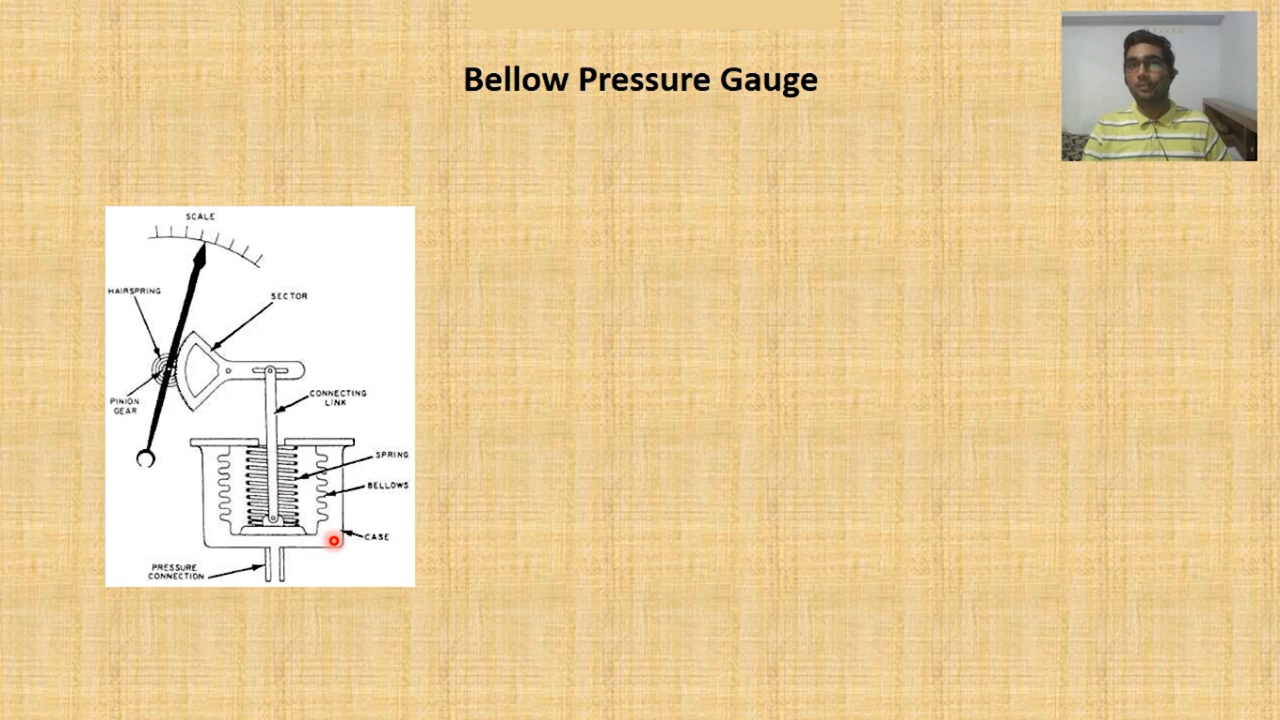 Bellow Pressure Gauge
SCALE
HAIRSPRING
SECTOR
PINION
GEAR
CONNECTING
LINK
SPRING
BELLOWS
CASE
PRESSURE
CONNECTION